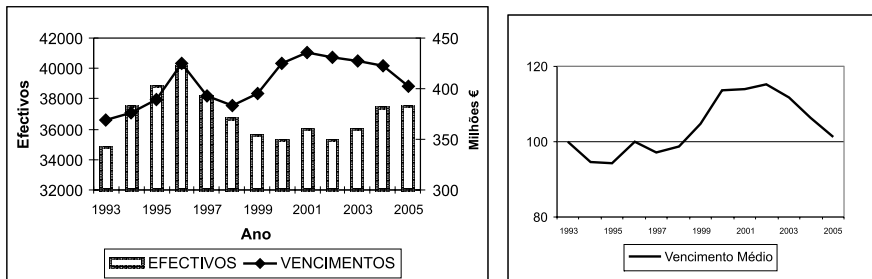 42000
40000
38000
36000
34000
32000
Efectivos
450
400
350
300
Milhões €
1993 1995 1996 1997 1999 2001 2003 2005
Ano
EFECTIVOS VENCIMENTOS
120
100
80
1993 1995 1997 1999 2001 2003 2005
Vencimento Médio